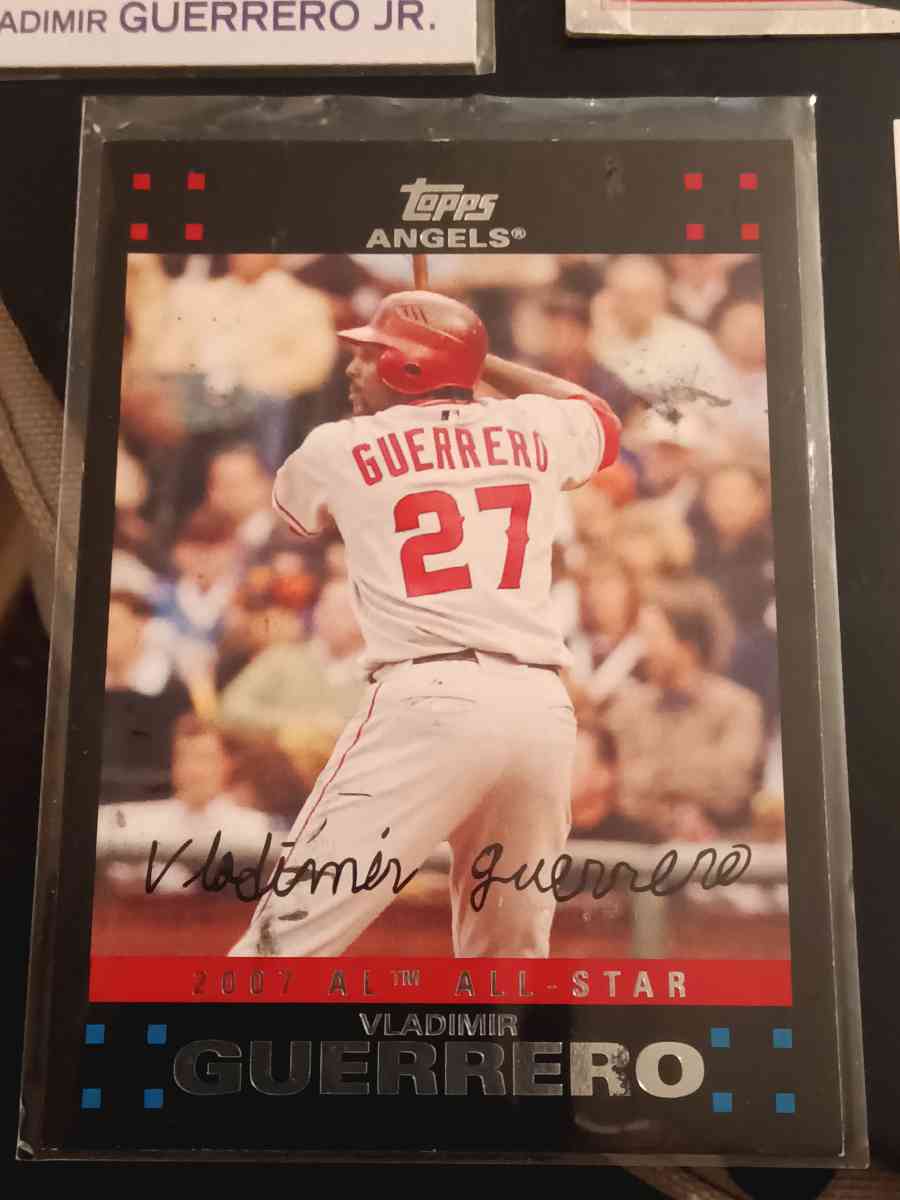 ADIMIR GUERRERO JR.
Topps
ANGELS®
GUERRERO
27
Vladimir guerrero
2007 AL™ ALL-STAR
VLADIMIR
GUERRERO